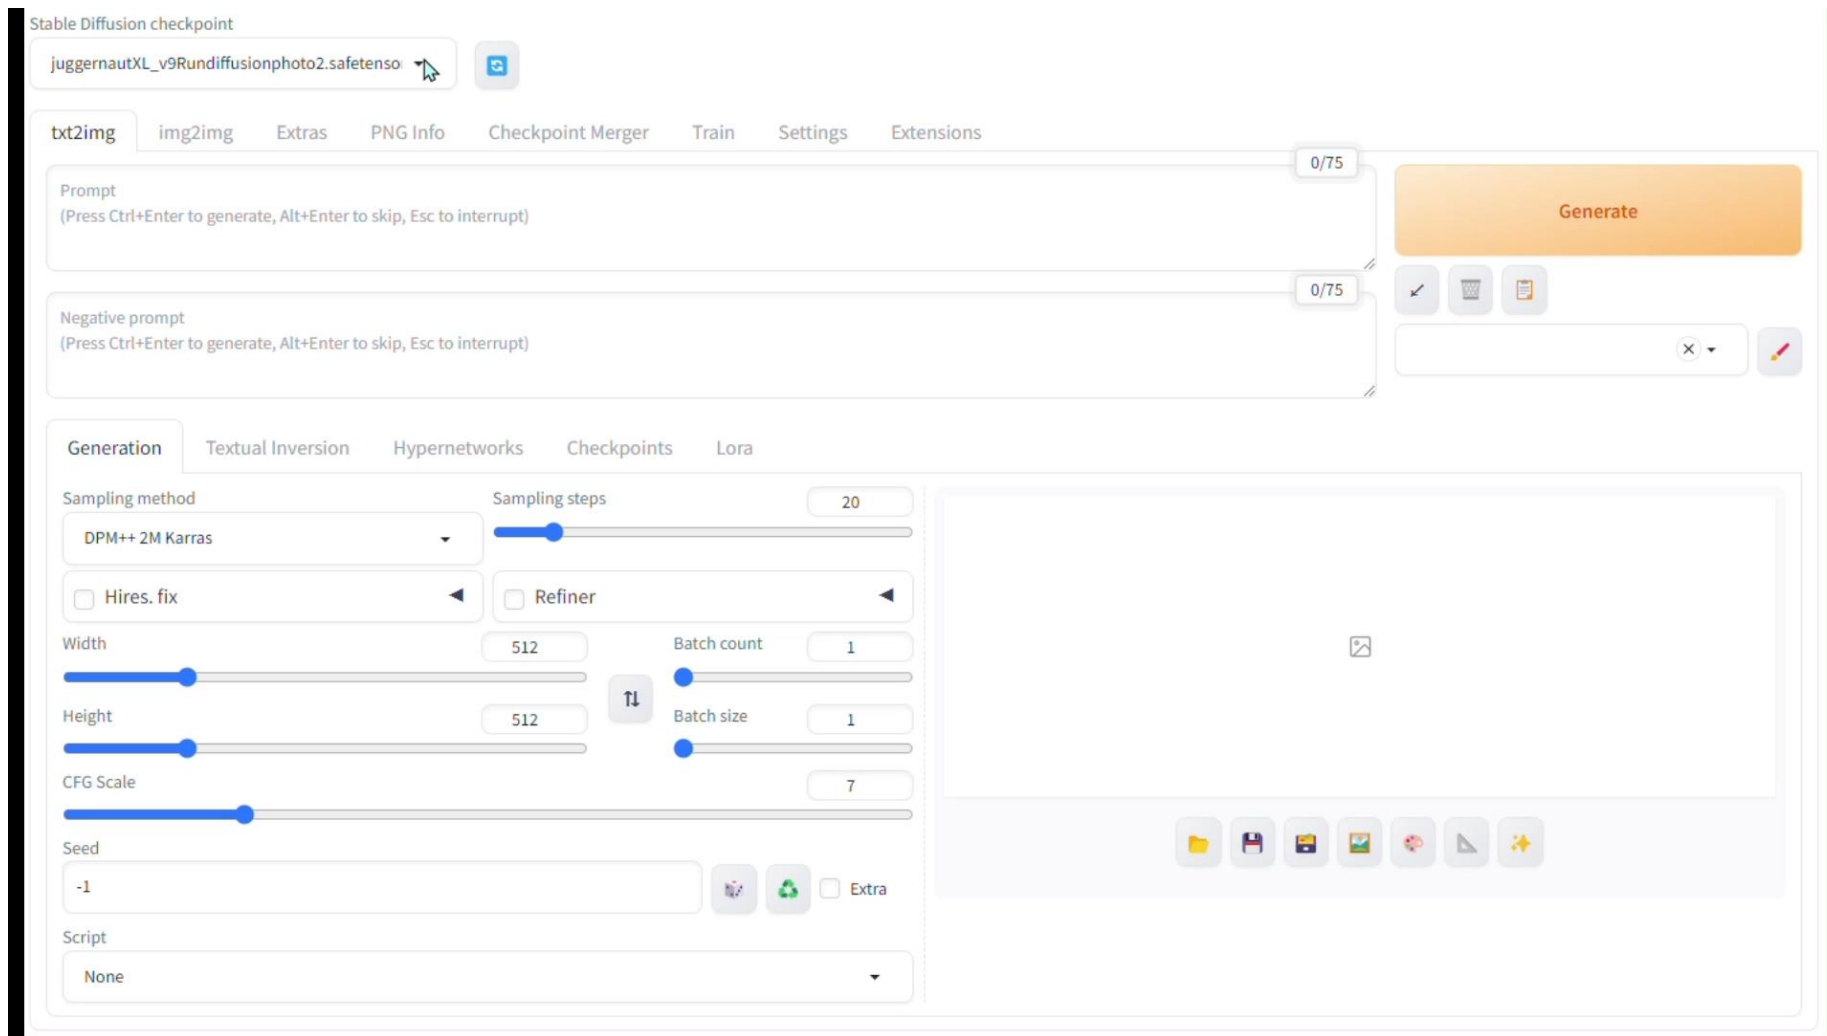 Stable Diffusion checkpoint
juggernautXL_v9Rundiffusionphoto2.safetenso
txt2img img2img Extras PNG Info Checkpoint Merger Train Settings Extensions
0/75
Prompt
(Press Ctrl+Enter to generate, Alt+Enter to skip, Esc to interrupt)
Generate
0/75
Negative prompt
(Press Ctrl+Enter to generate, Alt+Enter to skip, Esc to interrupt)
Generation Textual Inversion Hypernetworks Checkpoints Lora
Sampling method
DPM++ 2M Karras
Sampling steps 20
Hires. fix
Refiner
Width 512
Batch count 1
Height 512
Batch size 1
CFG Scale 7
Seed
-1
Extra
Script
None